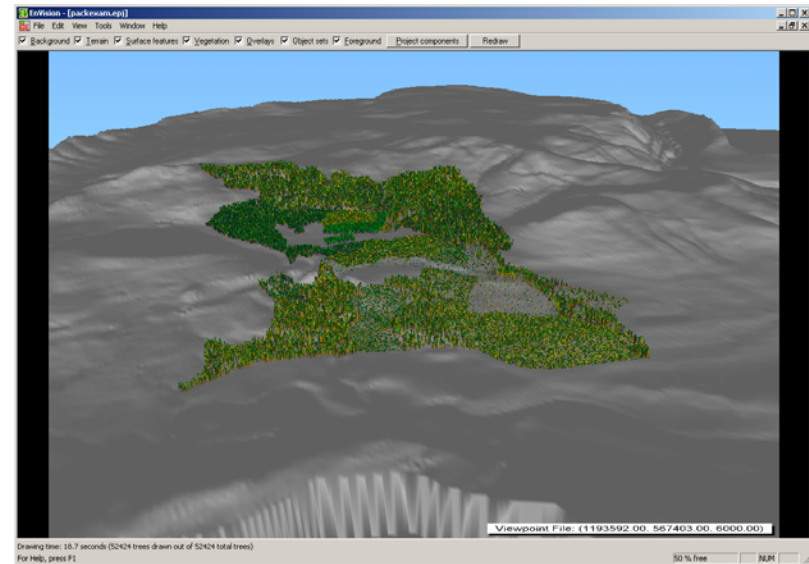 EnVision - [packexam.epj]
File Edit View Tools Window Help
Background Terrain Surface features Vegetation Overlays Object sets Foreground Project components Redraw
Viewpoint File: (1193592.00, 567403.00, 6000.00)
Drawing time: 18.7 seconds (52424 trees drawn out of 52424 total trees)
For Help, press F1
50 % free NUM